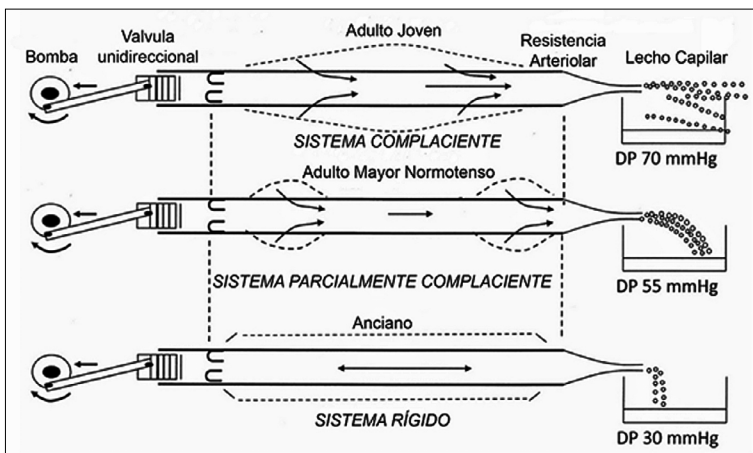 Adulto Joven
Bomba
Valvula
unidireccional
Resistencia
Arteriolar
Lecho Capilar
SISTEMA COMPLACIENTE
DP 70 mmHg
Adulto Mayor Normotenso
SISTEMA PARCIALMENTE COMPLACIENTE
DP 55 mmHg
Anciano
SISTEMA RÍGIDO
DP 30 mmHg